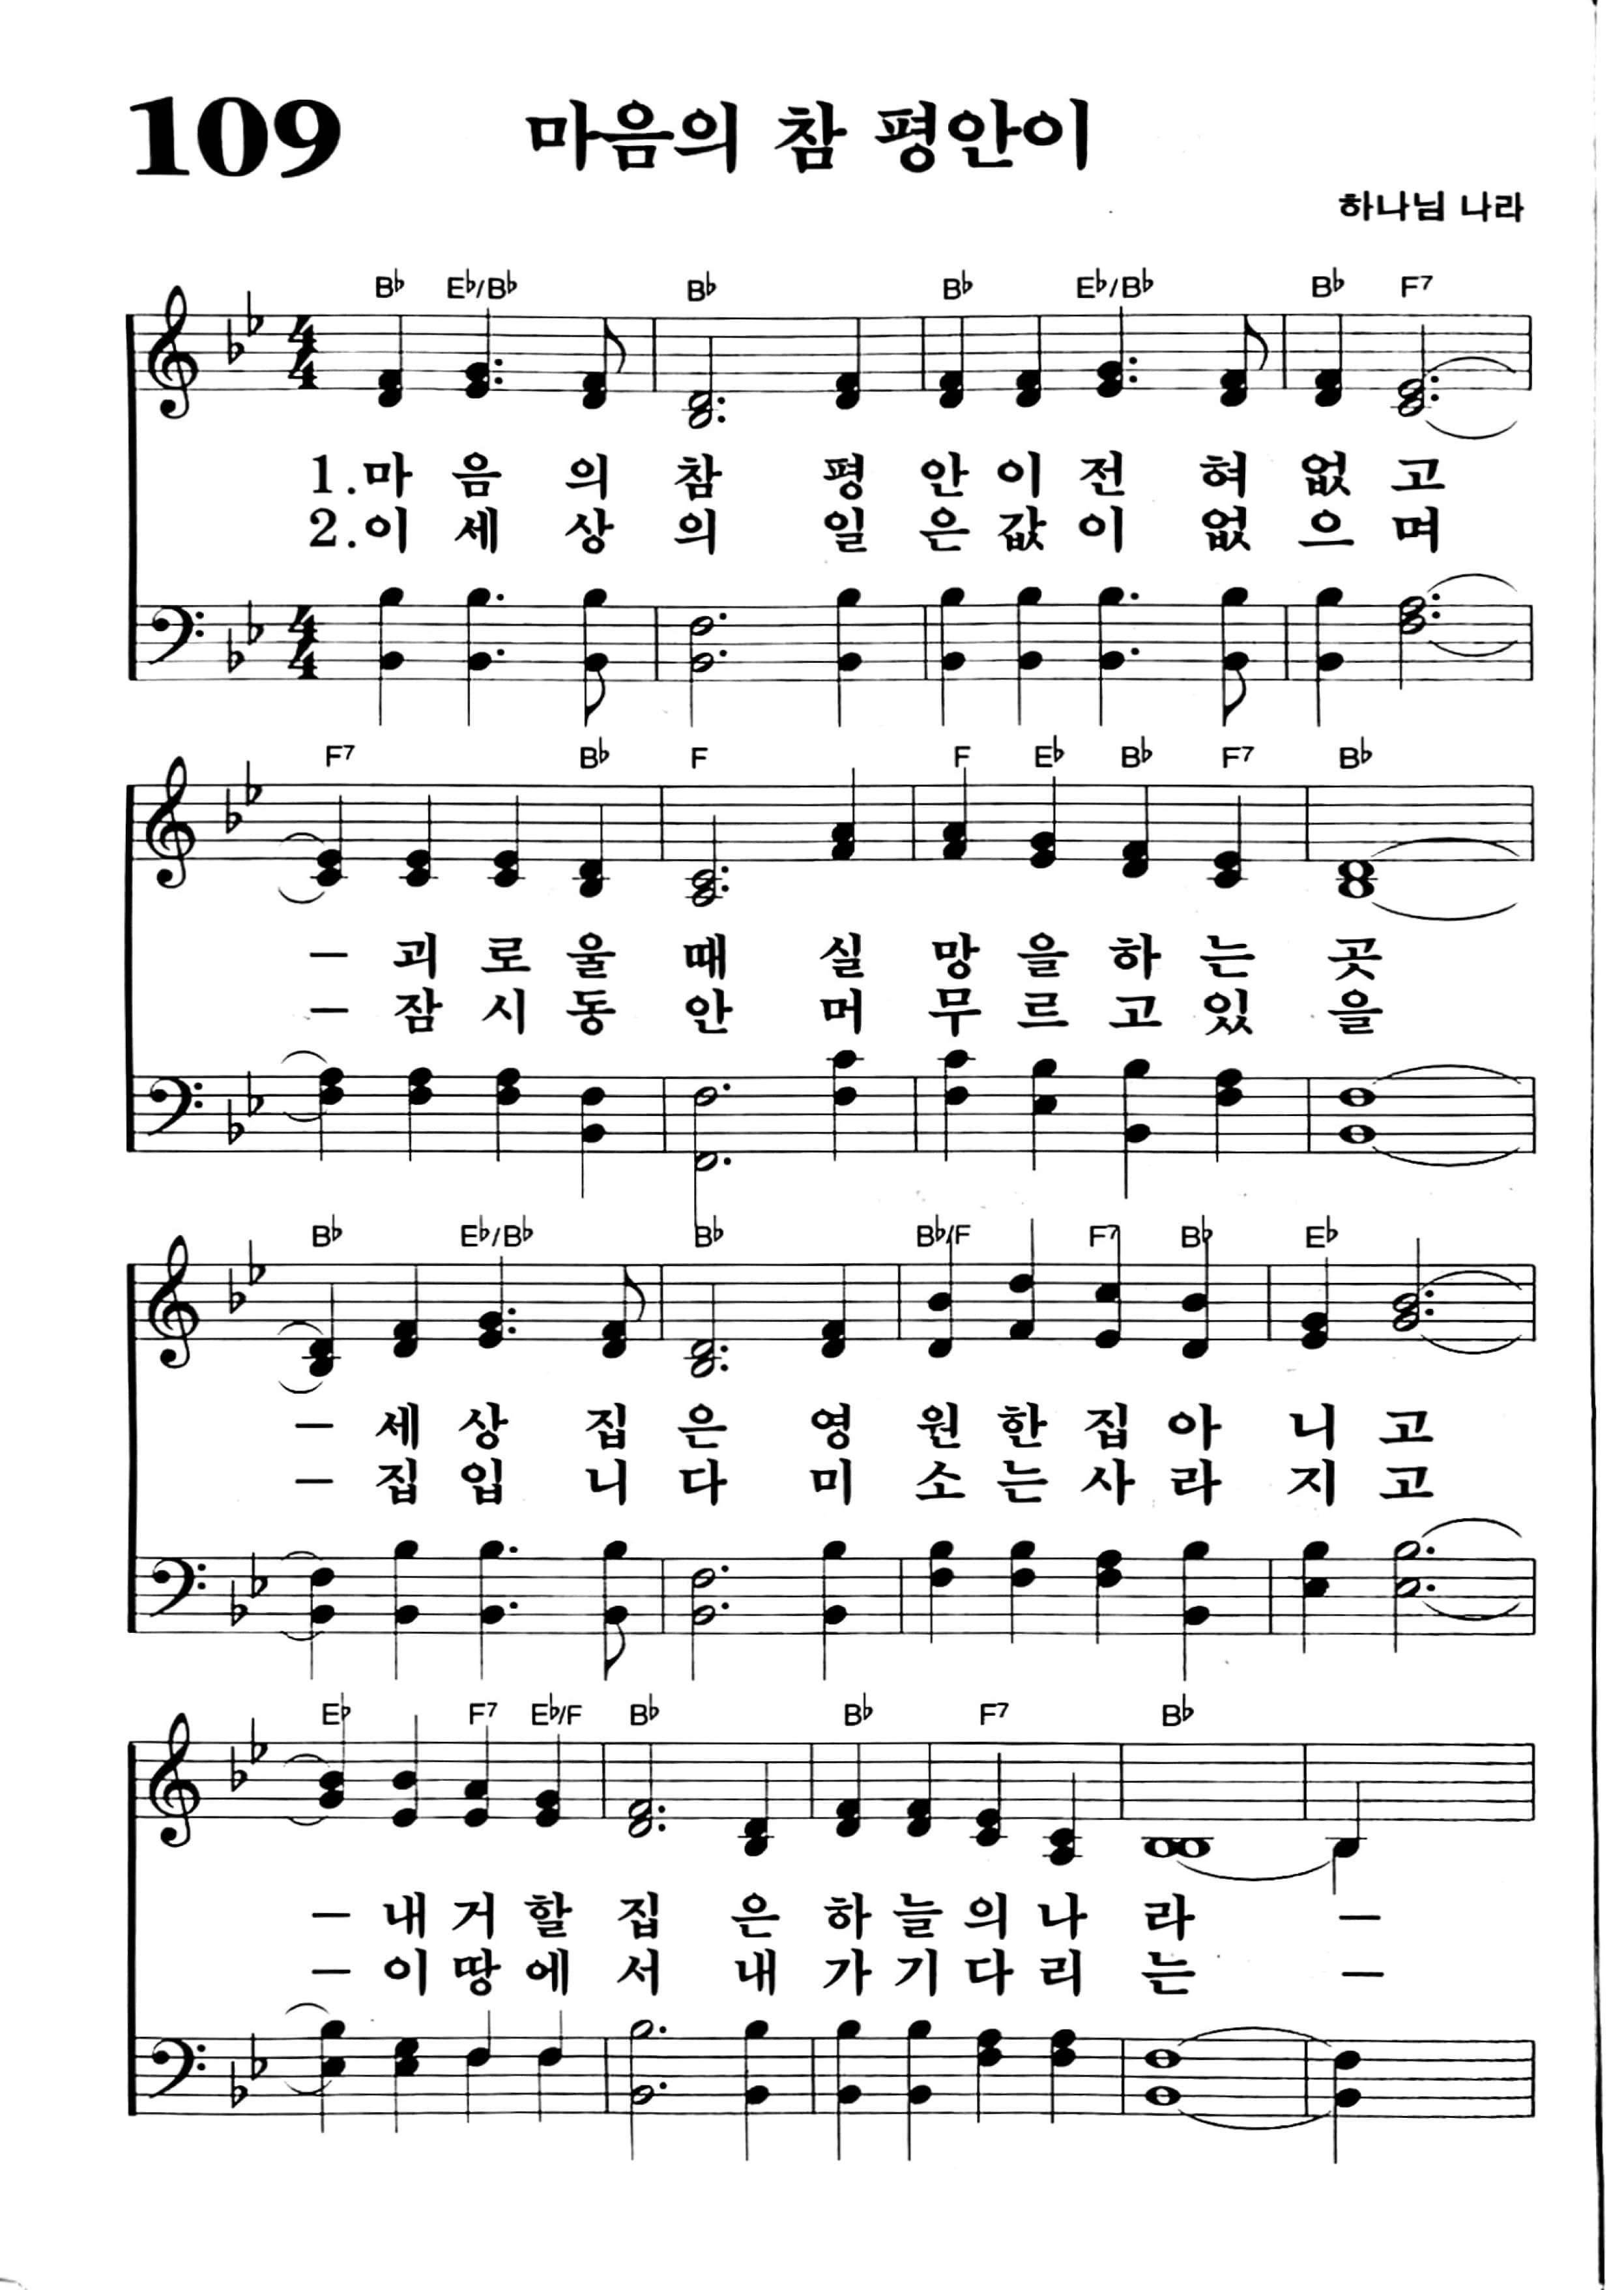 109 마음의 참 평안이
하나님 나라
B♭ E♭/B♭ B♭ B♭ E♭/B♭ B♭ F7
1.마 음 의 참 평 안 이 전 혀 없 고
2.이 세 상 의 일 은 값 이 없 으 며
F7 B♭ F F E♭ B♭ F7 B♭
– 괴 로 울 때 실 망 을 하 는 곳
– 잠 시 동 안 머 무 르 고 있 을
B♭ E♭/B♭ B♭ B♭/F F7 B♭ E♭
– 세 상 집 은 영 원 한 집 아 니 고
– 집 입 니 다 미 소 는 사 라 지 고
E♭ F7 E♭/F B♭ B♭ F7 B♭
– 내 거 할 집 은 하 늘 의 나 라 –
– 이 땅 에 서 내 가 기 다 리 는 –